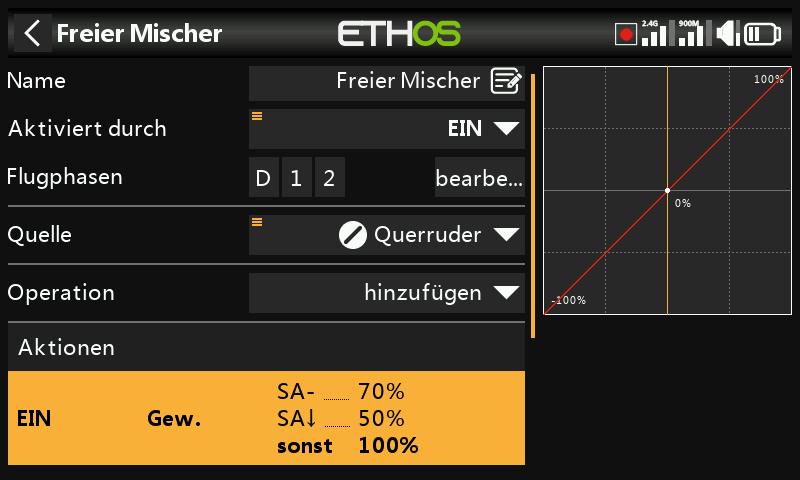 Freier Mischer ETHOS 2.4G 900M
Name Freier Mischer
Aktiviert durch EIN
Flugphasen D 1 2 bearbe...
Quelle Querruder
Operation hinzufügen
Aktionen
EIN Gew. SA- 70%
SA↓ 50%
sonst 100%
100%
0%
-100%